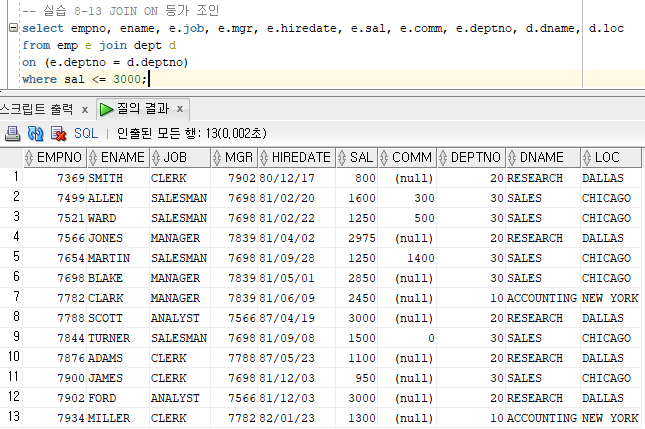 -- 실습 8-13 JOIN ON 등가 조인
select empno, ename, e.job, e.mgr, e.hiredate, e.sal, e.comm, e.deptno, d.dname, d.loc
from emp e join dept d
on (e.deptno = d.deptno)
where sal <= 3000;
스크립트 출력 x 질의 결과 x
SQL | 인출된 모든 행: 13(0,002초)
EMPNO ENAME JOB MGR HIREDATE SAL COMM DEPTNO DNAME LOC
1 7369 SMITH CLERK 7902 80/12/17 800 (null) 20 RESEARCH DALLAS
2 7499 ALLEN SALESMAN 7698 81/02/20 1600 300 30 SALES CHICAGO
3 7521 WARD SALESMAN 7698 81/02/22 1250 500 30 SALES CHICAGO
4 7566 JONES MANAGER 7839 81/04/02 2975 (null) 20 RESEARCH DALLAS
5 7654 MARTIN SALESMAN 7698 81/09/28 1250 1400 30 SALES CHICAGO
6 7698 BLAKE MANAGER 7839 81/05/01 2850 (null) 30 SALES CHICAGO
7 7782 CLARK MANAGER 7839 81/06/09 2450 (null) 10 ACCOUNTING NEW YORK
8 7788 SCOTT ANALYST 7566 87/04/19 3000 (null) 20 RESEARCH DALLAS
9 7844 TURNER SALESMAN 7698 81/09/08 1500 0 30 SALES CHICAGO
10 7876 ADAMS CLERK 7788 87/05/23 1100 (null) 20 RESEARCH DALLAS
11 7900 JAMES CLERK 7698 81/12/03 950 (null) 30 SALES CHICAGO
12 7902 FORD ANALYST 7566 81/12/03 3000 (null) 20 RESEARCH DALLAS
13 7934 MILLER CLERK 7782 82/01/23 1300 (null) 10 ACCOUNTING NEW YORK